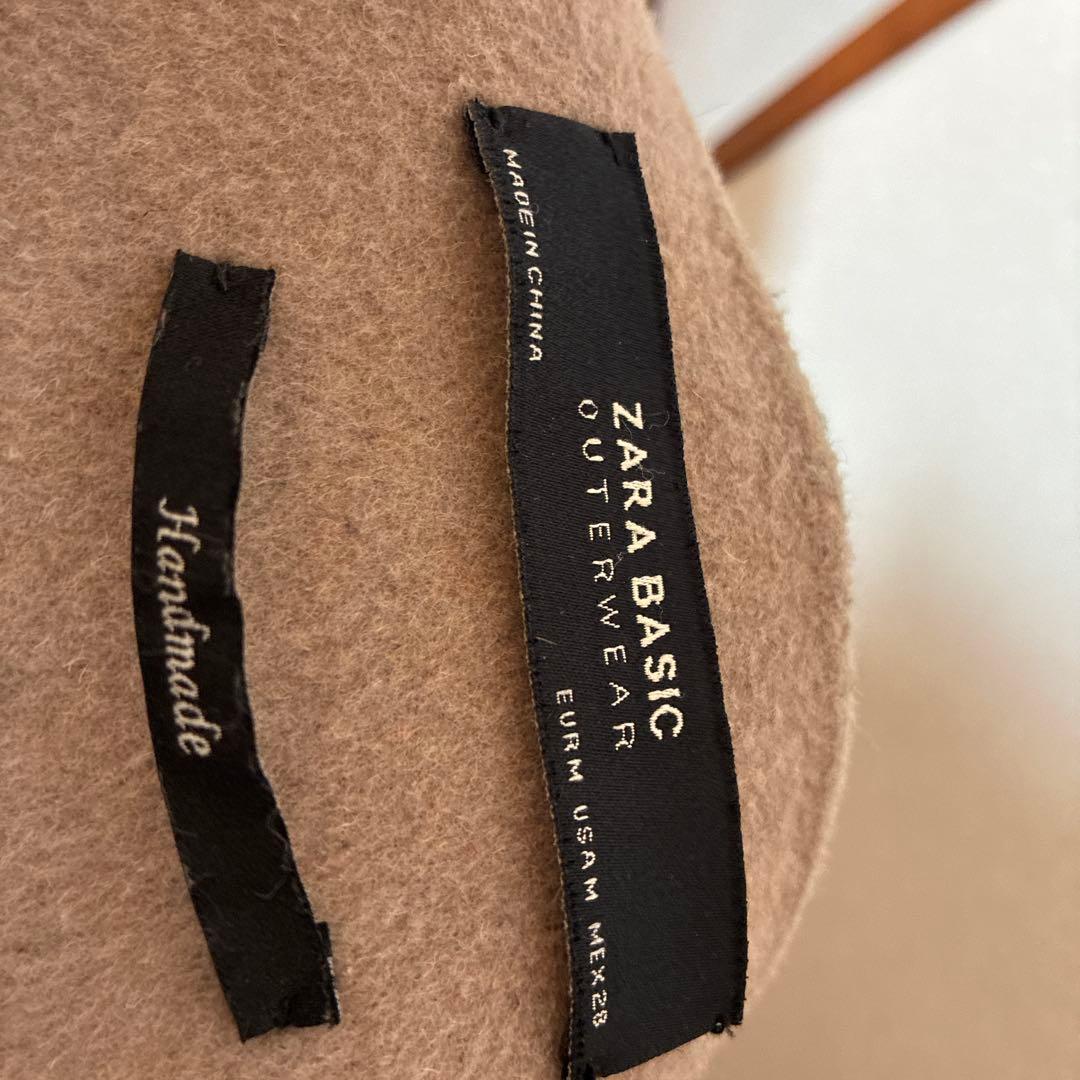 ZARA BASIC
OUTERWEAR
MADE IN CHINA
EUR M USA M MEX 28
Handmade